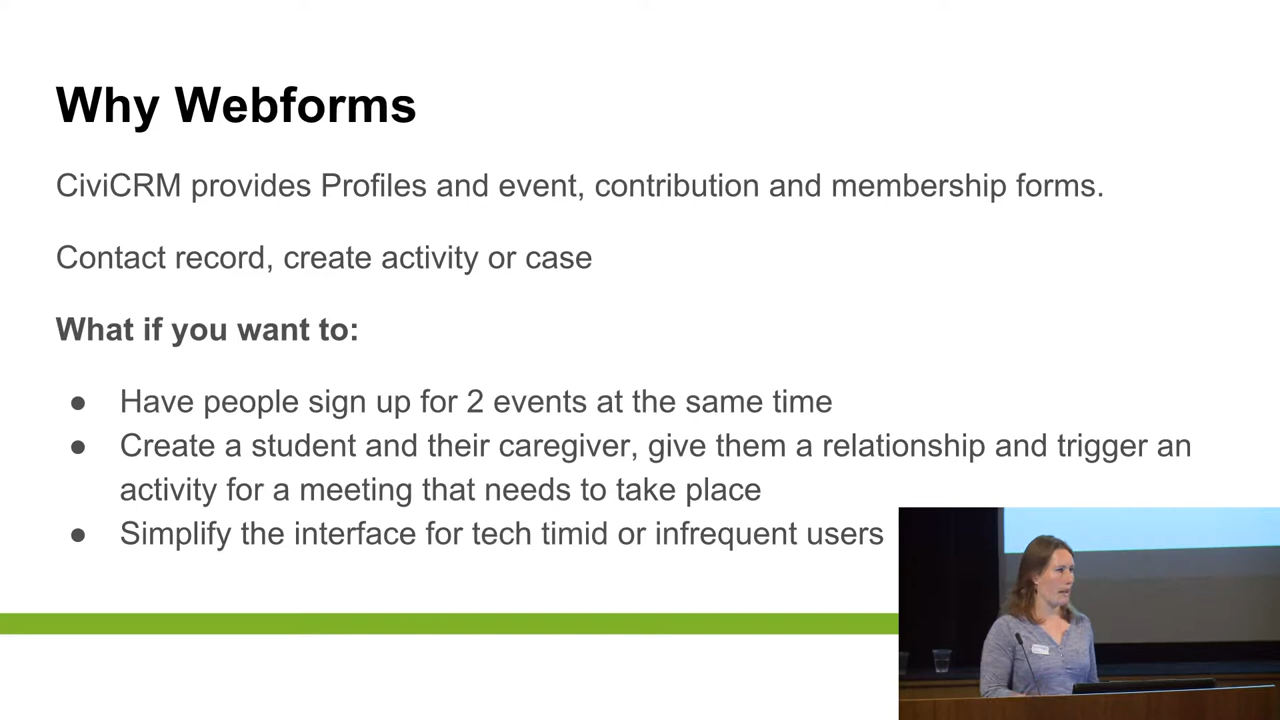 Why Webforms
CiviCRM provides Profiles and event, contribution and membership forms.
Contact record, create activity or case
What if you want to:
● Have people sign up for 2 events at the same time
● Create a student and their caregiver, give them a relationship and trigger an
activity for a meeting that needs to take place
● Simplify the interface for tech timid or infrequent users